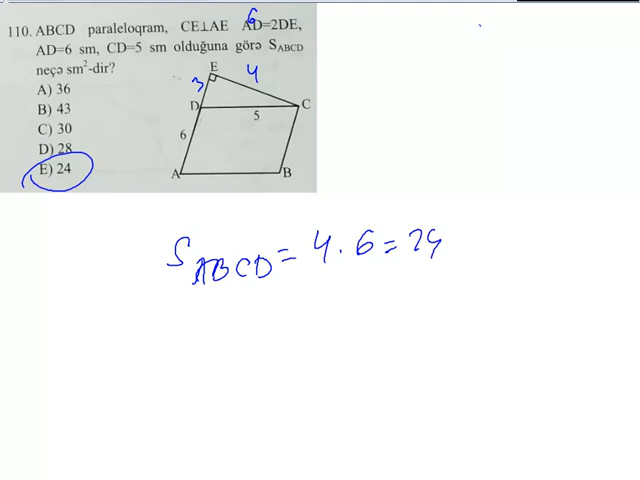 6
110. ABCD paraleloqram, CE⊥AE AD=2DE,
AD=6 sm, CD=5 sm olduğuna görə S_ABCD
neçə sm²-dir?
A) 36
B) 43
C) 30
D) 28
E) 24
E
4
3
D
C
5
6
A
B
S_ABCD = 4 · 6 = 24